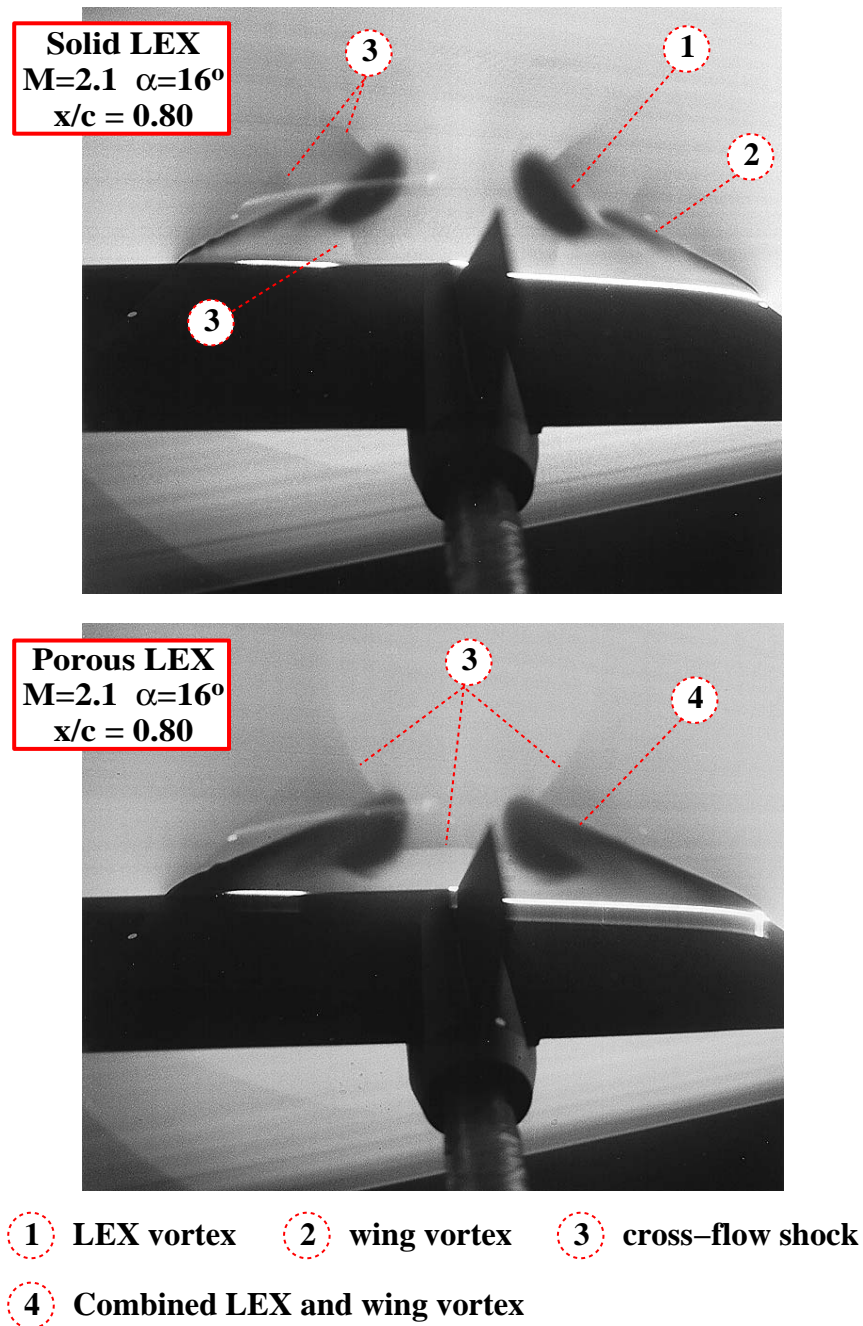 Solid LEX
M=2.1 α=16º
x/c = 0.80
3
1
2
3
Porous LEX
M=2.1 α=16º
x/c = 0.80
3
4
1 LEX vortex 2 wing vortex 3 cross−flow shock
4 Combined LEX and wing vortex